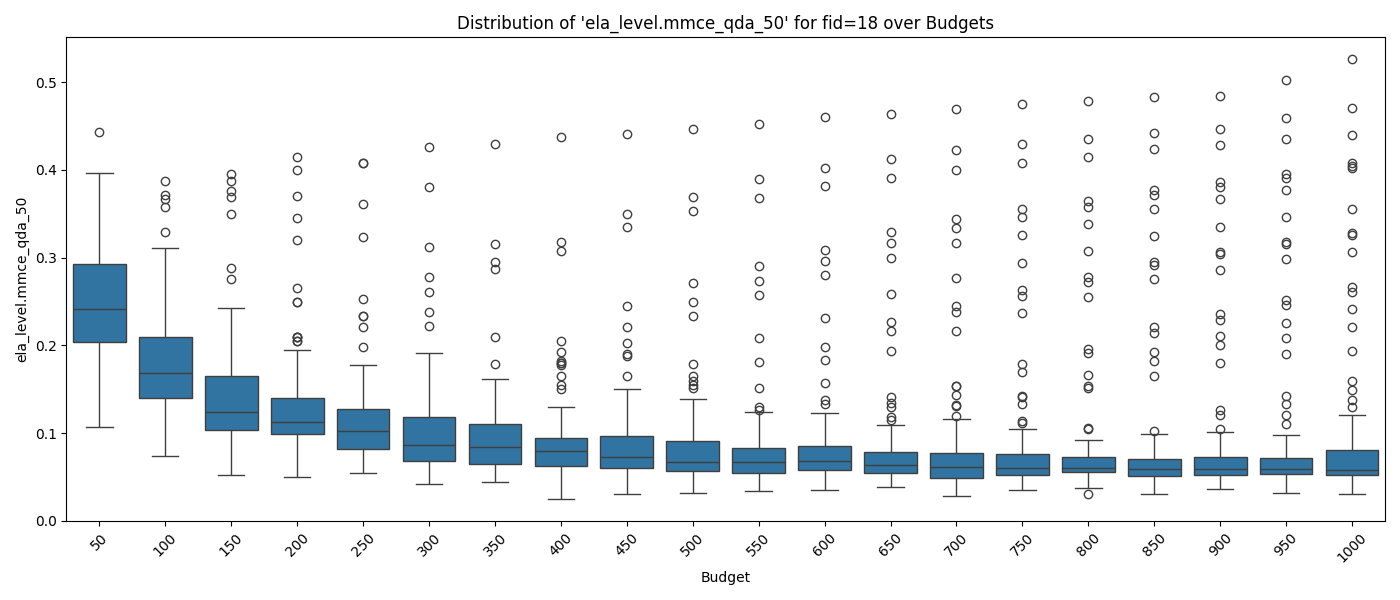 Distribution of 'ela_level.mmce_qda_50' for fid=18 over Budgets
ela_level.mmce_qda_50
0.5
0.4
0.3
0.2
0.1
0.0
50 100 150 200 250 300 350 400 450 500 550 600 650 700 750 800 850 900 950 1000
Budget